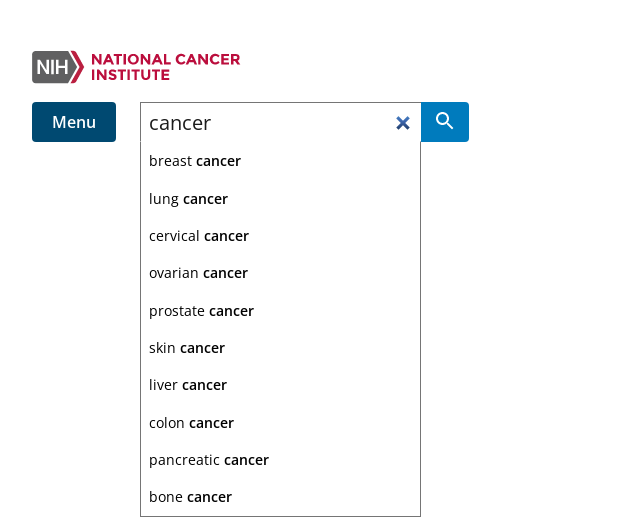 NIH
NATIONAL CANCER
INSTITUTE
Menu
cancer
breast cancer
lung cancer
cervical cancer
ovarian cancer
prostate cancer
skin cancer
liver cancer
colon cancer
pancreatic cancer
bone cancer